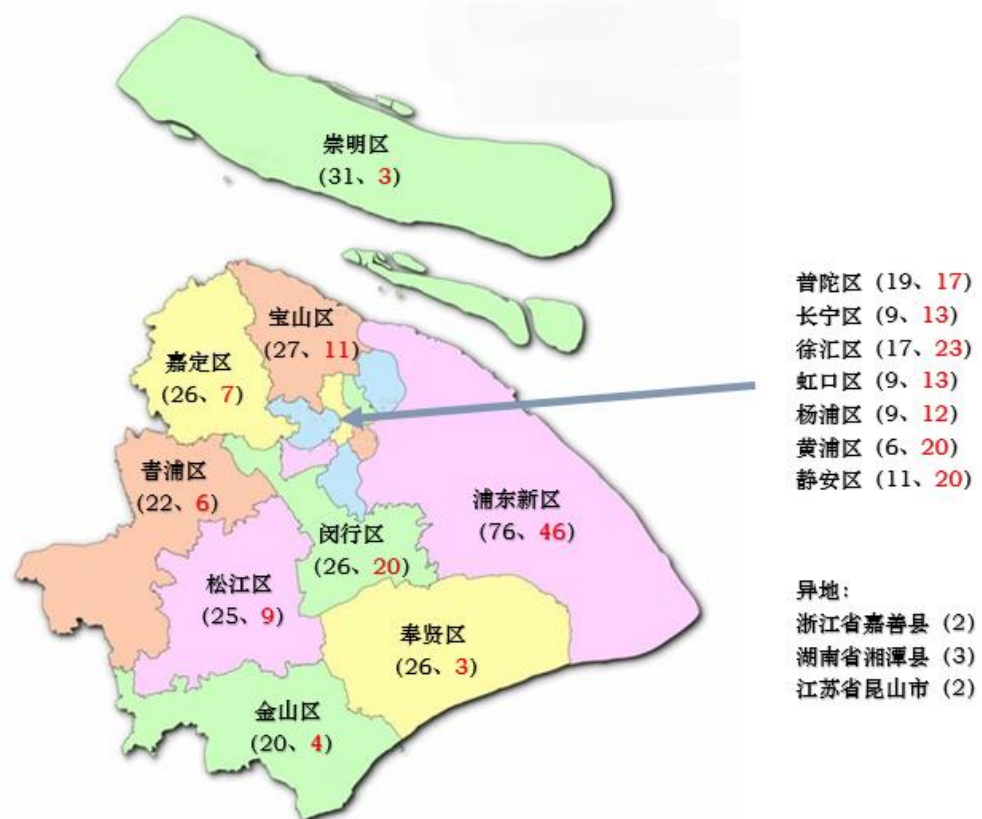 崇明区
(31、3)
宝山区
(27、11)
嘉定区
(26、7)
青浦区
(22、6)
浦东新区
(76、46)
闵行区
(26、20)
松江区
(25、9)
奉贤区
(26、3)
金山区
(20、4)
普陀区 (19、17)
长宁区 (9、13)
徐汇区 (17、23)
虹口区 (9、13)
杨浦区 (9、12)
黄浦区 (6、20)
静安区 (11、20)
异地:
浙江省嘉善县 (2)
湖南省湘潭县 (3)
江苏省昆山市 (2)